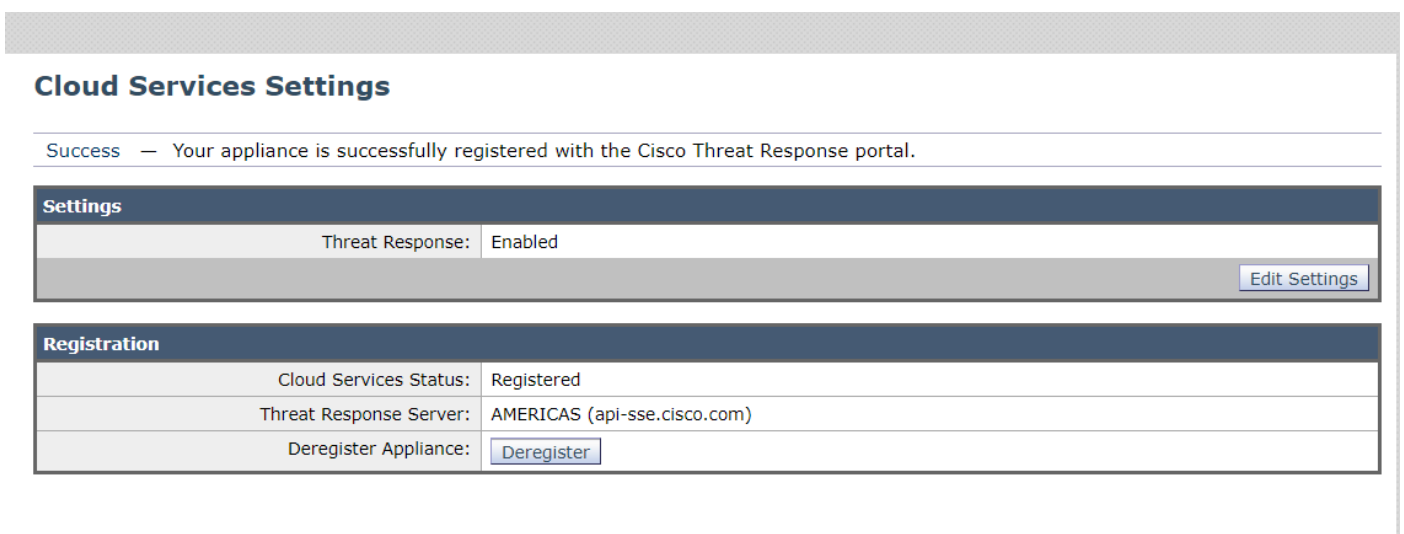 Cloud Services Settings
Success — Your appliance is successfully registered with the Cisco Threat Response portal.
Settings
Threat Response: Enabled
Edit Settings
Registration
Cloud Services Status: Registered
Threat Response Server: AMERICAS (api-sse.cisco.com)
Deregister Appliance: Deregister